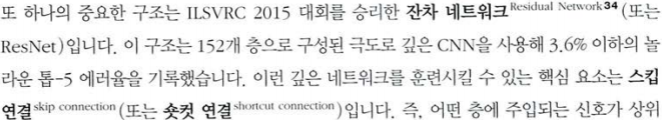 또 하나의 중요한 구조는 ILSVRC 2015 대회를 승리한 잔차 네트워크Residual Network34 (또는
ResNet)입니다. 이 구조는 152개 층으로 구성된 극도로 깊은 CNN을 사용해 3.6% 이하의 놀
라운 톱-5 에러율을 기록했습니다. 이런 깊은 네트워크를 훈련시킬 수 있는 핵심 요소는 스킵
연결skip connection (또는 숏컷 연결shortcut connection)입니다. 즉, 어떤 층에 주입되는 신호가 상위